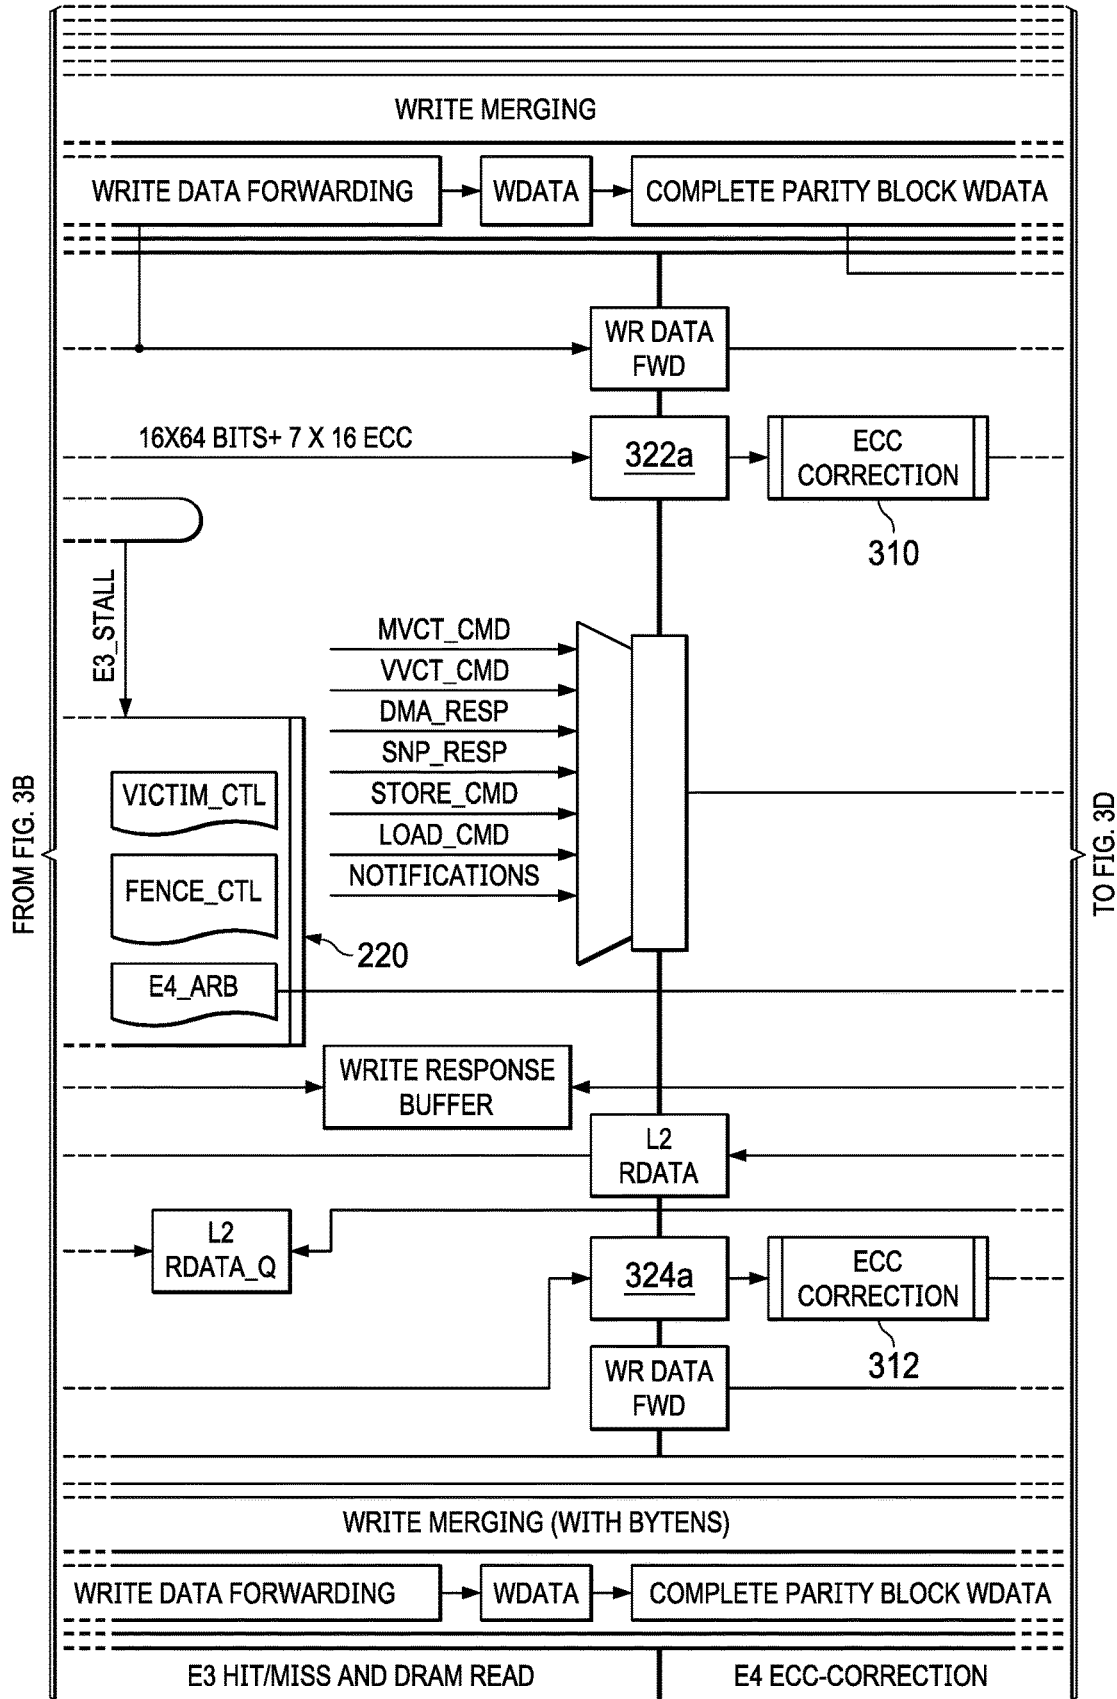 WRITE MERGING
WRITE DATA FORWARDING
WDATA
COMPLETE PARITY BLOCK WDATA
WR DATA
FWD
16X64 BITS+ 7 X 16 ECC
322a
ECC
CORRECTION
310
E3_STALL
MVCT_CMD
VVCT_CMD
DMA_RESP
SNP_RESP
STORE_CMD
LOAD_CMD
NOTIFICATIONS
VICTIM_CTL
FENCE_CTL
E4_ARB
220
FROM FIG. 3B
TO FIG. 3D
WRITE RESPONSE
BUFFER
L2
RDATA
L2
RDATA_Q
324a
ECC
CORRECTION
312
WR DATA
FWD
WRITE MERGING (WITH BYTENS)
WRITE DATA FORWARDING
WDATA
COMPLETE PARITY BLOCK WDATA
E3 HIT/MISS AND DRAM READ
E4 ECC-CORRECTION